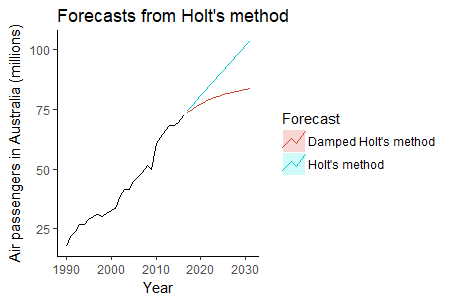 Forecasts from Holt's method
Air passengers in Australia (millions)
100
75
50
25
1990
2000
2010
2020
2030
Year
Forecast
Damped Holt's method
Holt's method